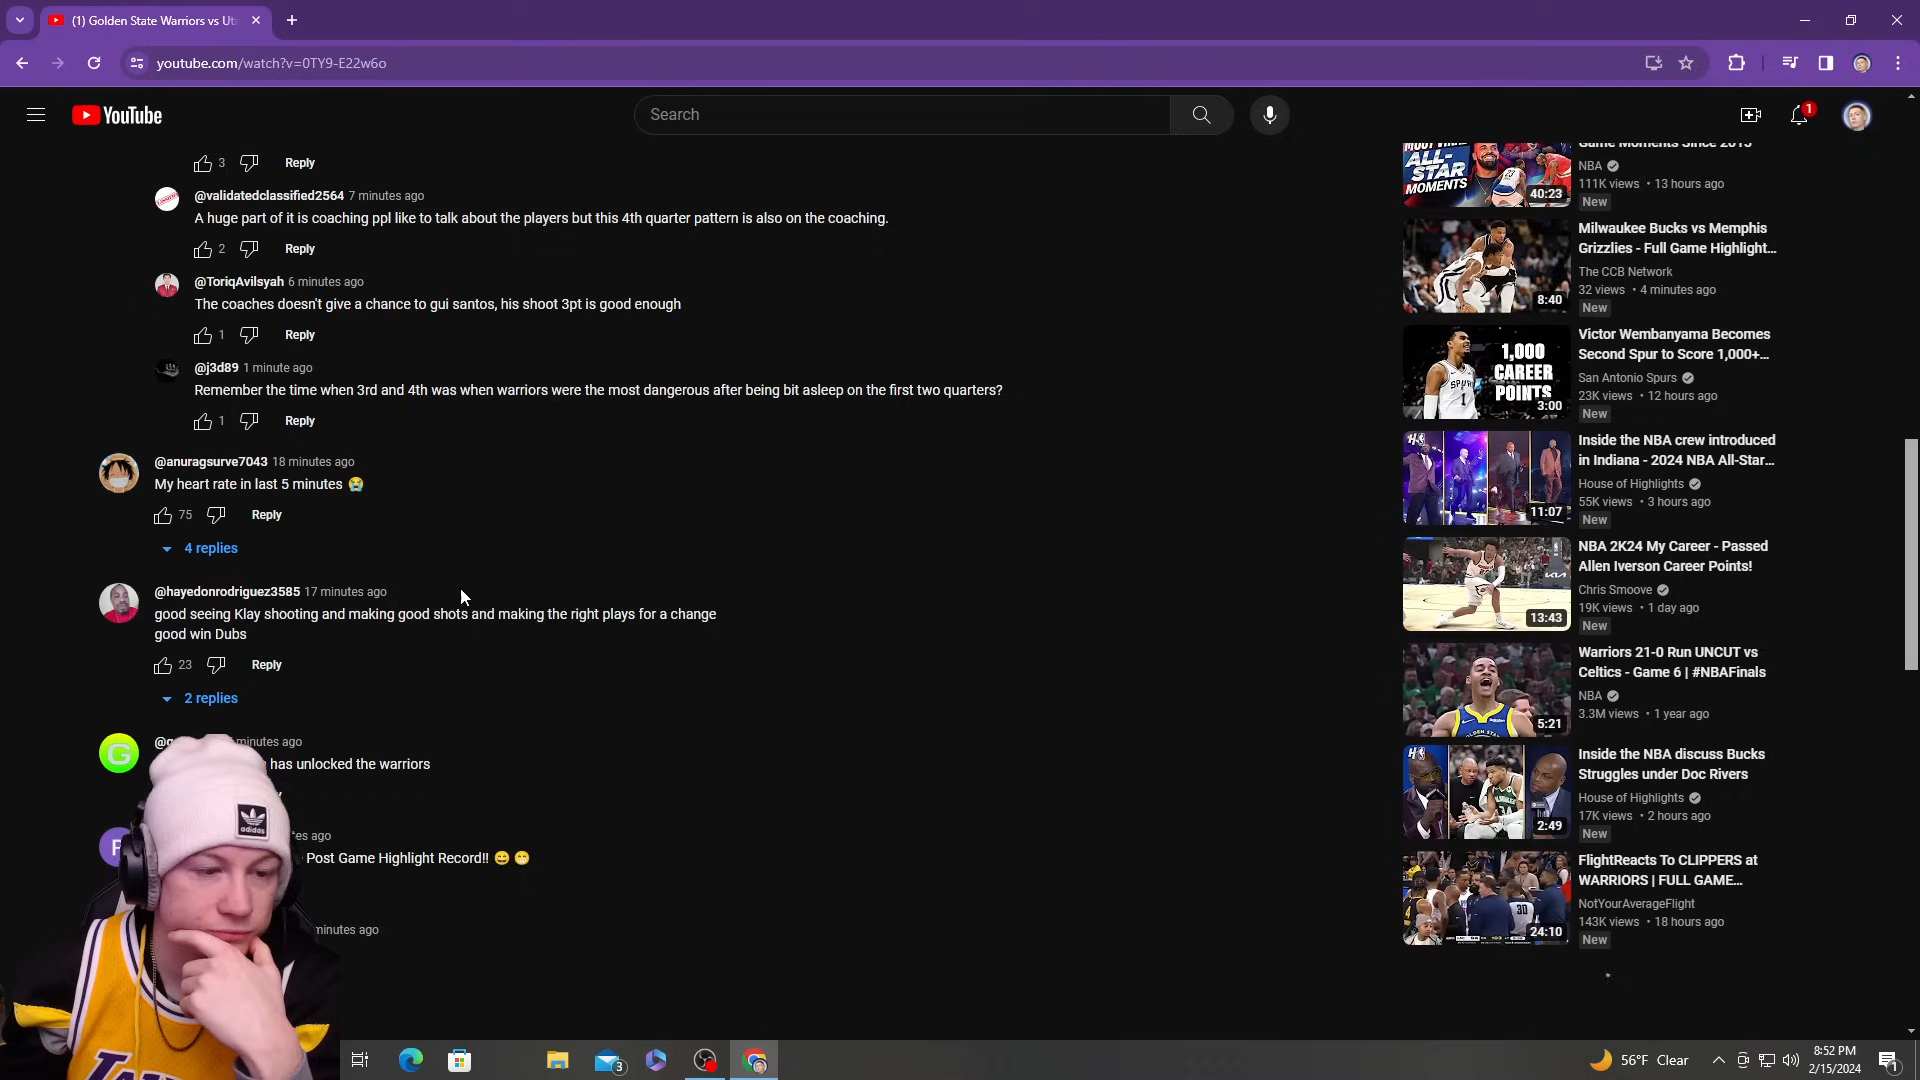 (1) Golden State Warriors vs Uta
youtube.com/watch?v=0TY9-E22w6o
YouTube
Search
1
3
Reply
@validatedclassified2564 7 minutes ago
A huge part of it is coaching ppl like to talk about the players but this 4th quarter pattern is also on the coaching.
2
Reply
@ToriqAvilsyah 6 minutes ago
The coaches doesn't give a chance to gui santos, his shoot 3pt is good enough
1
Reply
@j3d89 1 minute ago
Remember the time when 3rd and 4th was when warriors were the most dangerous after being bit asleep on the first two quarters?
1
Reply
@anuragsurve7043 18 minutes ago
My heart rate in last 5 minutes 😭
75
Reply
4 replies
@hayedonrodriguez3585 17 minutes ago
good seeing Klay shooting and making good shots and making the right plays for a change
good win Dubs
23
Reply
2 replies
G
minutes ago
has unlocked the warriors
ago
Post Game Highlight Record!! 😄 😁
minutes ago
adidas
ALL-STAR
MOMENTS
40:23
Game Moments Since 2015
NBA
111K views • 13 hours ago
New
8:40
Milwaukee Bucks vs Memphis
Grizzlies - Full Game Highlight...
The CCB Network
32 views • 4 minutes ago
New
1,000
CAREER
POINTS
3:00
Victor Wembanyama Becomes
Second Spur to Score 1,000+...
San Antonio Spurs
23K views • 12 hours ago
New
11:07
Inside the NBA crew introduced
in Indiana - 2024 NBA All-Star...
House of Highlights
55K views • 3 hours ago
New
13:43
NBA 2K24 My Career - Passed
Allen Iverson Career Points!
Chris Smoove
19K views • 1 day ago
New
5:21
Warriors 21-0 Run UNCUT vs
Celtics - Game 6 | #NBAFinals
NBA
3.3M views • 1 year ago
2:49
Inside the NBA discuss Bucks
Struggles under Doc Rivers
House of Highlights
17K views • 2 hours ago
New
30
24:10
FlightReacts To CLIPPERS at
WARRIORS | FULL GAME...
NotYourAverageFlight
143K views • 18 hours ago
New
3
56°F Clear
8:52 PM
2/15/2024
1